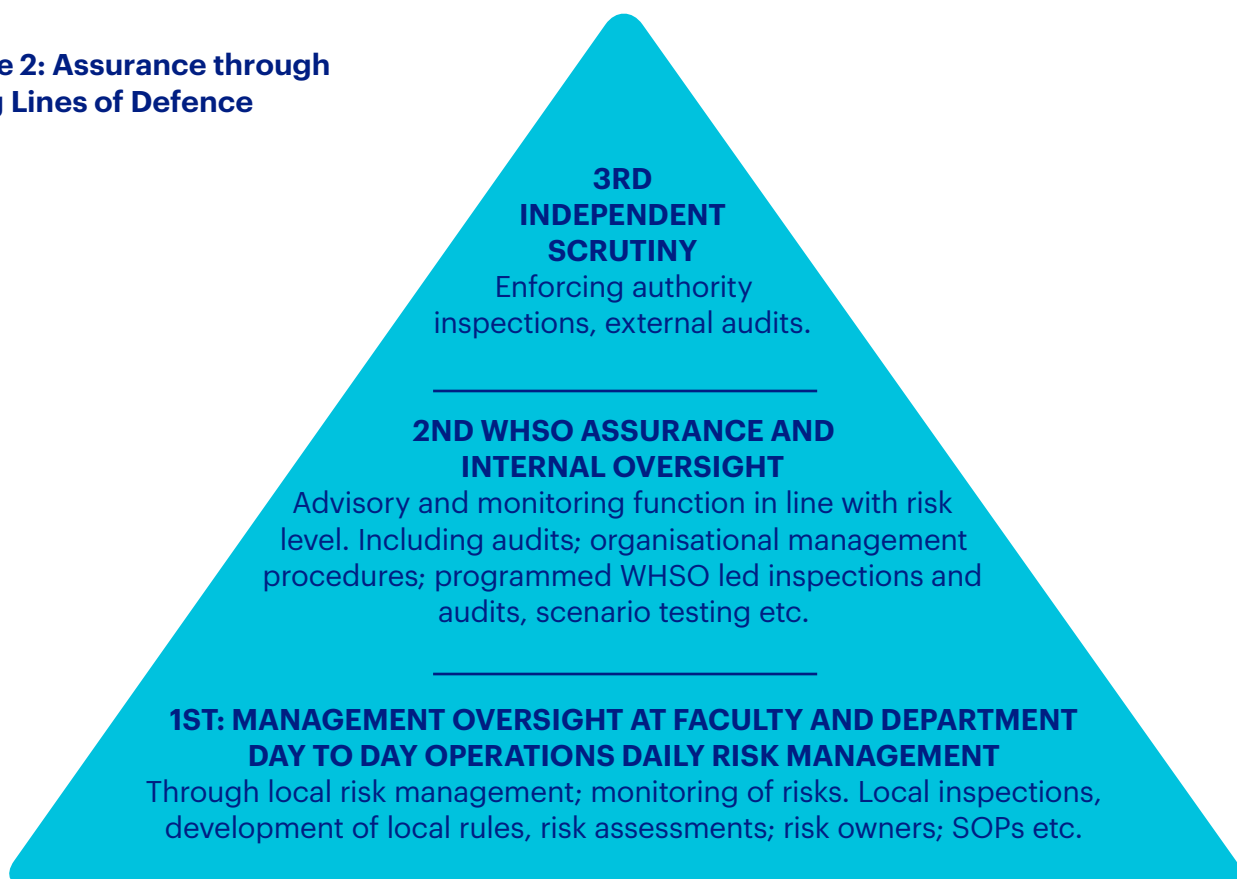 e 2: Assurance through
Lines of Defence
3RD
INDEPENDENT
SCRUTINY
Enforcing authority
inspections, external audits.
2ND WHSO ASSURANCE AND
INTERNAL OVERSIGHT
Advisory and monitoring function in line with risk
level. Including audits; organisational management
procedures; programmed WHSO led inspections and
audits, scenario testing etc.
1ST: MANAGEMENT OVERSIGHT AT FACULTY AND DEPARTMENT
DAY TO DAY OPERATIONS DAILY RISK MANAGEMENT
Through local risk management; monitoring of risks. Local inspections,
development of local rules, risk assessments; risk owners; SOPs etc.